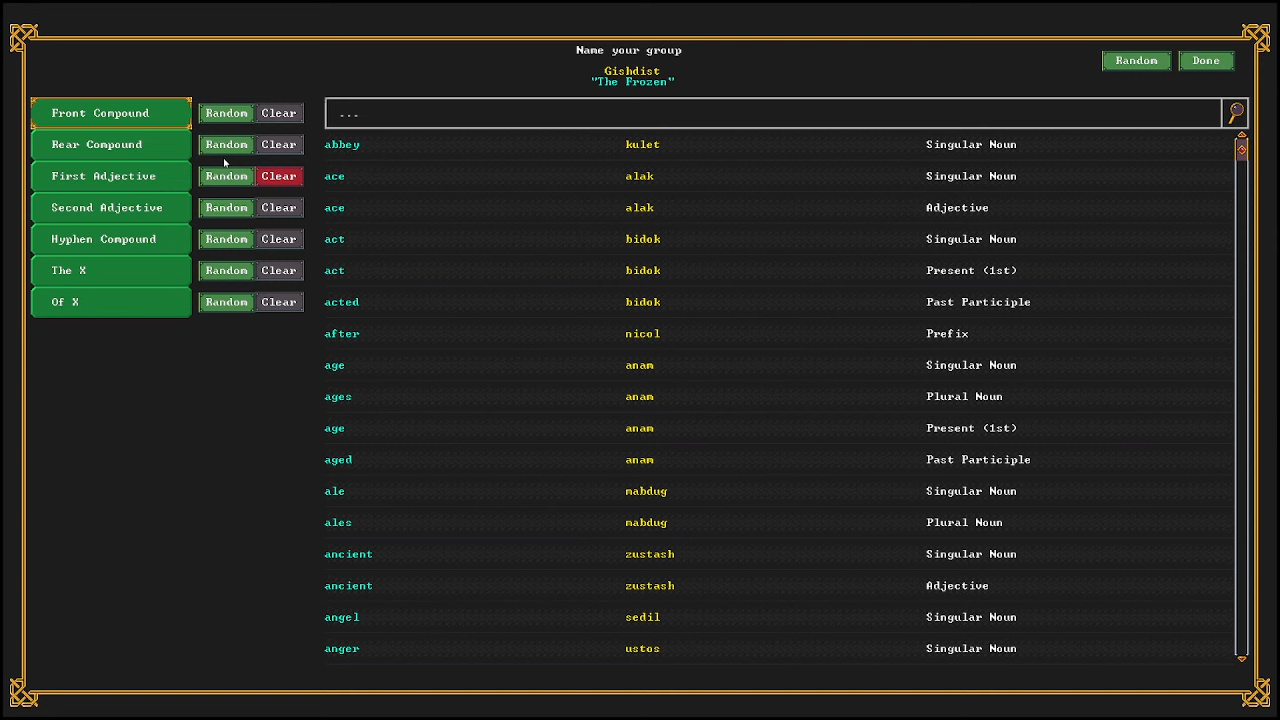 Name your group
Gishdist
"The Frozen"
Random Done
Front Compound Random Clear ...
Rear Compound Random Clear abbey kulet Singular Noun
First Adjective Random Clear ace alak Singular Noun
Second Adjective Random Clear ace alak Adjective
Hyphen Compound Random Clear act bidok Singular Noun
The X Random Clear act bidok Present (1st)
Of X Random Clear acted bidok Past Participle
after nicol Prefix
age anam Singular Noun
ages anam Plural Noun
age anam Present (1st)
aged anam Past Participle
ale mabdug Singular Noun
ales mabdug Plural Noun
ancient zustash Singular Noun
ancient zustash Adjective
angel sedil Singular Noun
anger ustos Singular Noun